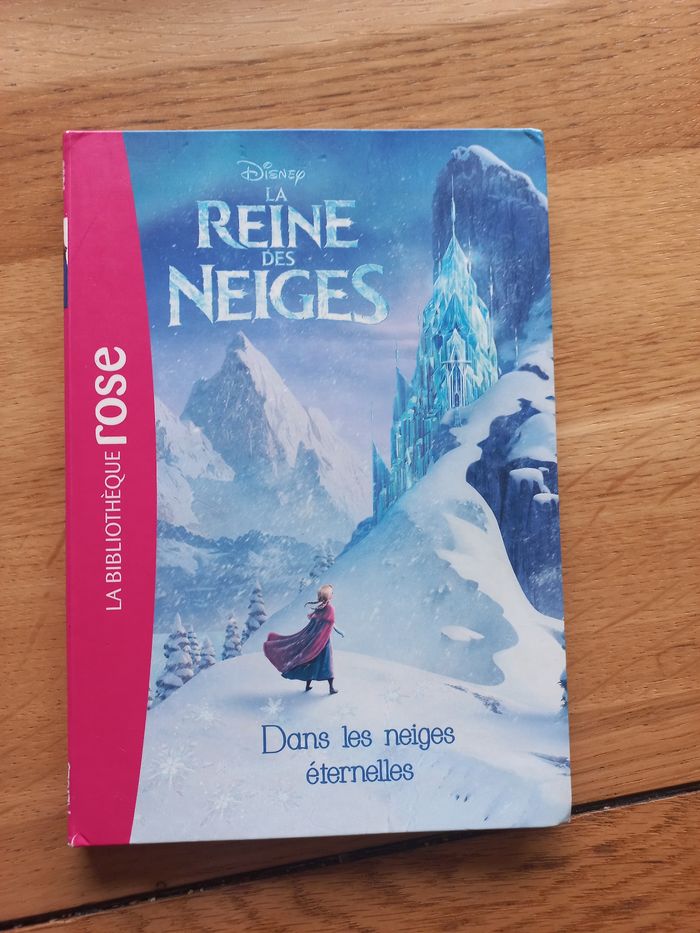 Disney
LA
REINE
DES
NEIGES
LA BIBLIOTHÈQUE rose
Dans les neiges
éternelles